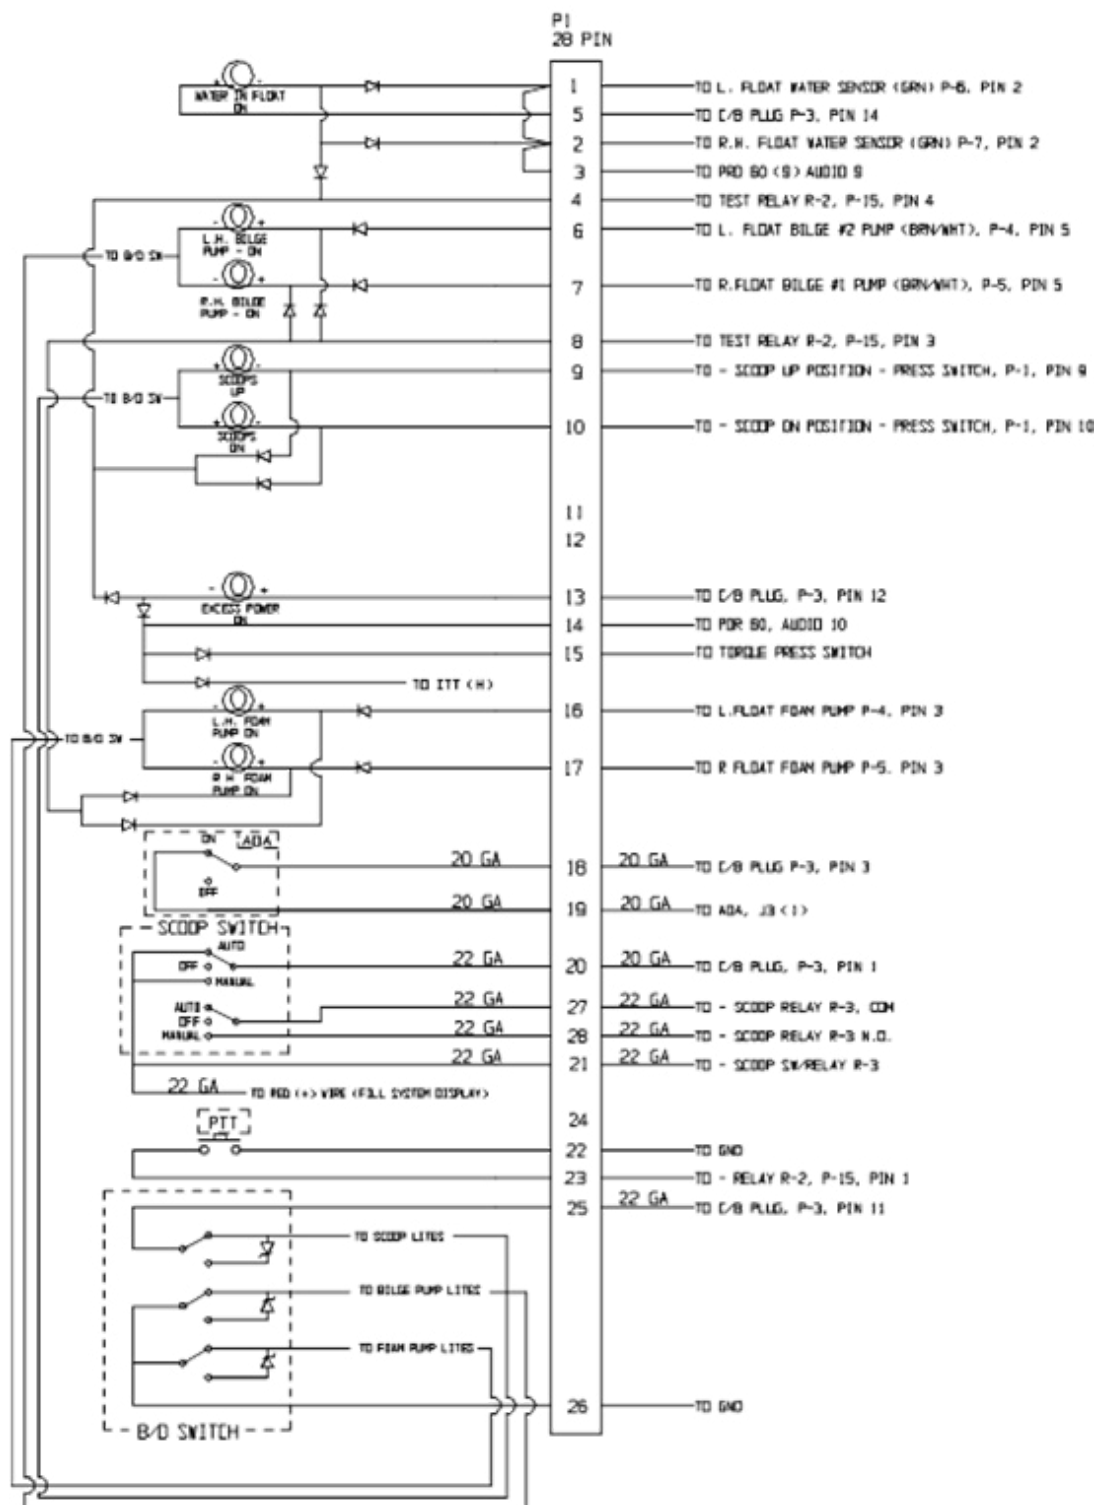 P1
28 PIN
WATER IN FLOAT
ON
1 TO L. FLOAT WATER SENSOR (GRN) P-6, PIN 2
5 TO C/B PLUG P-3, PIN 14
2 TO R.H. FLOAT WATER SENSOR (GRN) P-7, PIN 2
3 TO PRO 60 (9) AUDIO 9
4 TO TEST RELAY R-2, P-15, PIN 4
L.H. BILGE
PUMP - ON
6 TO L. FLOAT BILGE #2 PUMP (BRN/WHT), P-4, PIN 5
TO B/D SW
R.H. BILGE
PUMP - ON
7 TO R.FLOAT BILGE #1 PUMP (BRN/WHT), P-5, PIN 5
8 TO TEST RELAY R-2, P-15, PIN 3
SCOOPS
UP
9 TO - SCOOP UP POSITION - PRESS SWITCH, P-1, PIN 9
TO B/D SW
SCOOPS
ON
10 TO - SCOOP ON POSITION - PRESS SWITCH, P-1, PIN 10
11
12
EXCESS POWER
ON
13 TO C/B PLUG, P-3, PIN 12
14 TO PDR 60, AUDIO 10
15 TO TORQUE PRESS SWITCH
TO ITT (H)
L.H. FOAM
PUMP ON
16 TO L.FLOAT FOAM PUMP P-4, PIN 3
TO B/D SW
R H FOAM
PUMP ON
17 TO R FLOAT FOAM PUMP P-5. PIN 3
ON
ADA
OFF
20 GA 18 20 GA TO C/B PLUG P-3, PIN 3
20 GA 19 20 GA TO ADA, J3 (1)
SCOOP SWITCH
AUTO
OFF
MANUAL
22 GA 20 20 GA TO C/B PLUG, P-3, PIN 1
AUTO
OFF
MANUAL
22 GA 27 22 GA TO - SCOOP RELAY R-3, COM
22 GA 28 22 GA TO - SCOOP RELAY R-3 N.O.
22 GA 21 22 GA TO - SCOOP SW/RELAY R-3
22 GA TO RED (+) WIRE (FILL SYSTEM DISPLAY)
24
PTT
22 TO GND
23 TO - RELAY R-2, P-15, PIN 1
25 22 GA TO C/B PLUG, P-3, PIN 11
TO SCOOP LITES
TO BILGE PUMP LITES
TO FOAM PUMP LITES
26 TO GND
B/D SWITCH